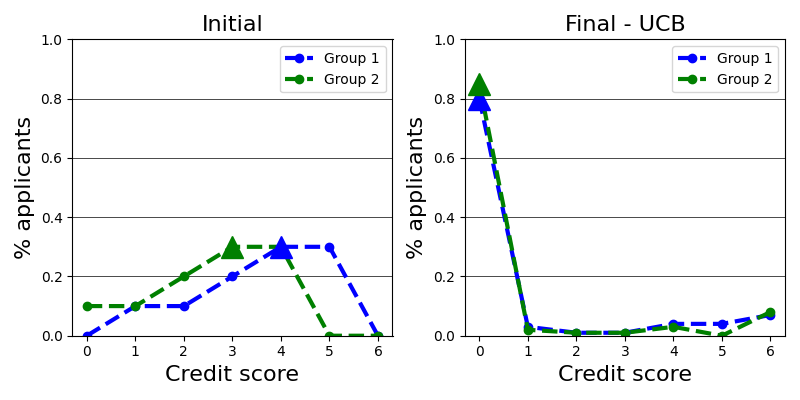 Initial
Group 1
Group 2
% applicants
1.0
0.8
0.6
0.4
0.2
0.0
0 1 2 3 4 5 6
Credit score
Final - UCB
Group 1
Group 2
% applicants
1.0
0.8
0.6
0.4
0.2
0.0
0 1 2 3 4 5 6
Credit score